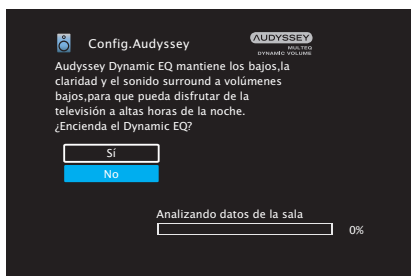 Config.Audyssey
AUDYSSEY
MULTEQ
DYNAMIC VOLUME
Audyssey Dynamic EQ mantiene los bajos,la
claridad y el sonido surround a volúmenes
bajos,para que pueda disfrutar de la
televisión a altas horas de la noche.
¿Encienda el Dynamic EQ?
Sí
No
Analizando datos de la sala
0%